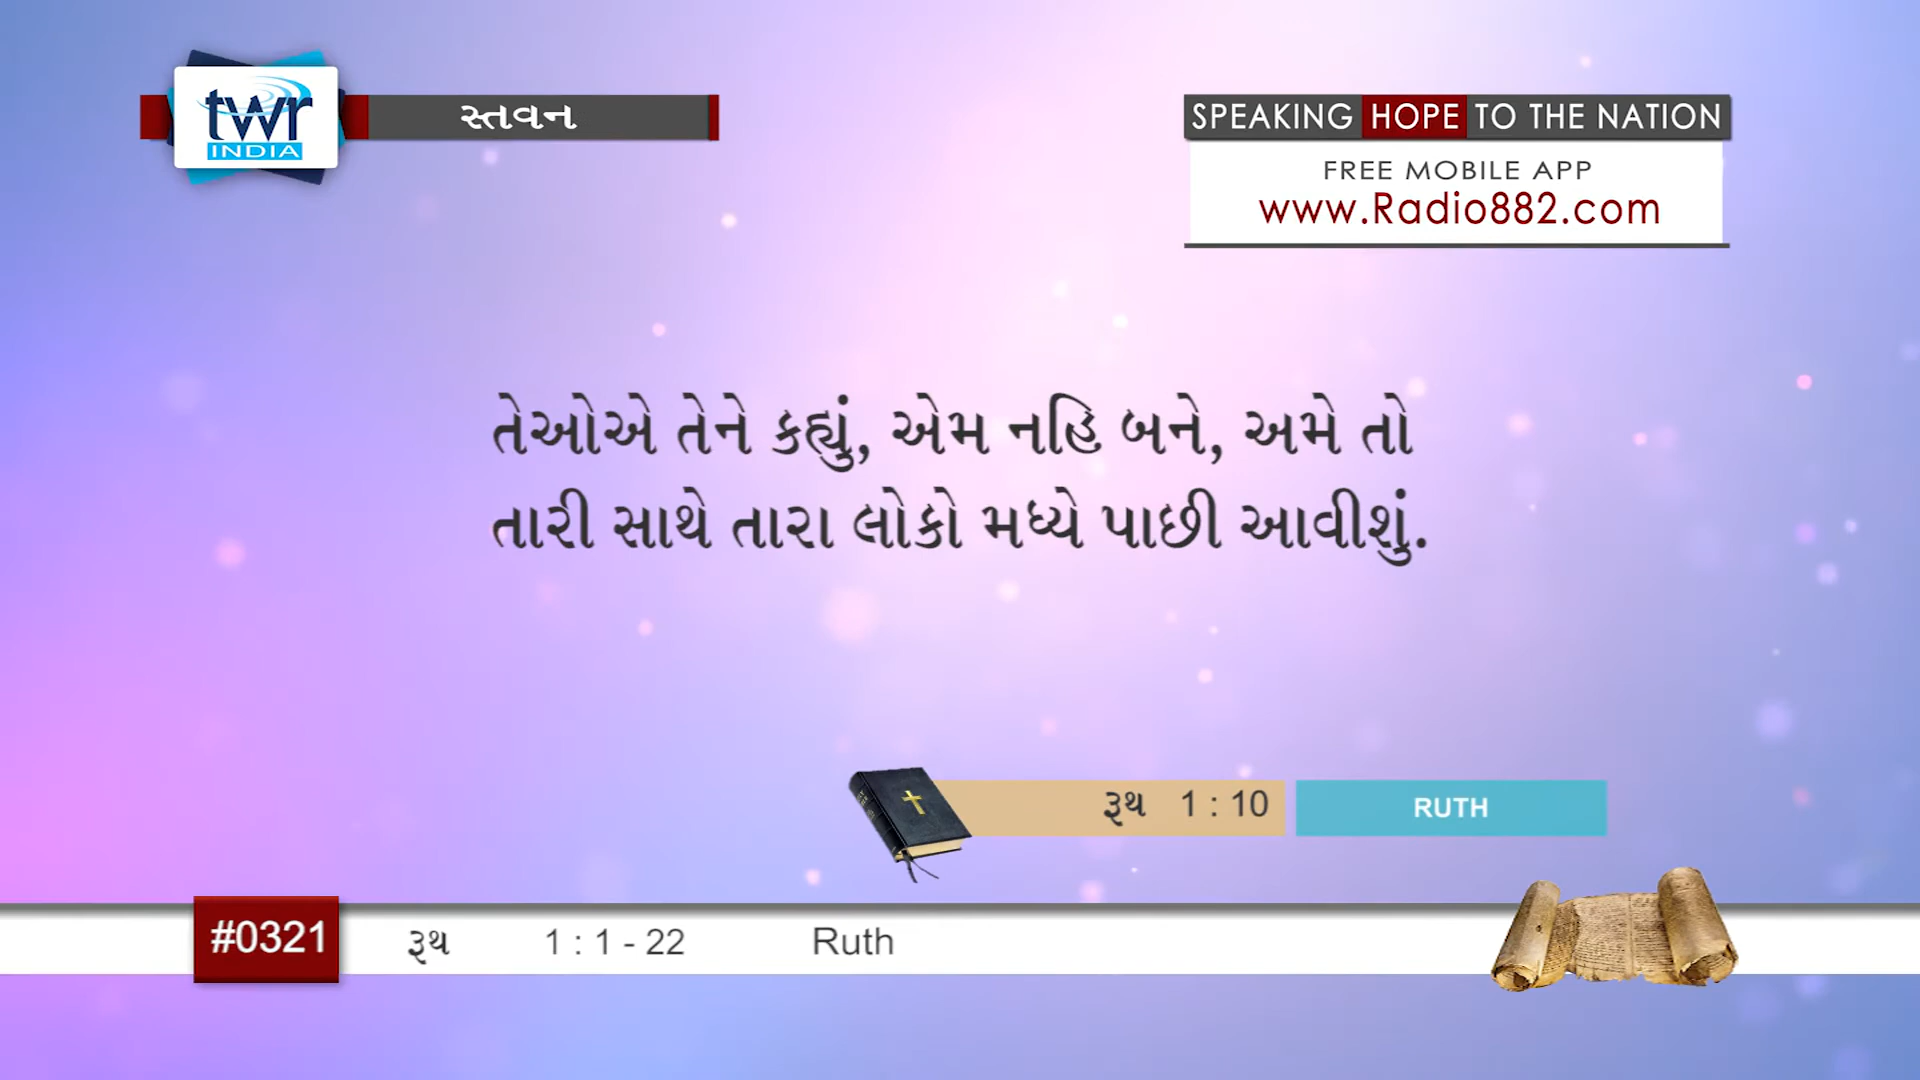 twr
INDIA
સ્તવન
SPEAKING HOPE TO THE NATION
FREE MOBILE APP
www.Radio882.com
તેઓએ તેને કહ્યું, એમ નહિ બને, અમે તો
તારી સાથે તારા લોકો મધ્યે પાછી આવીશું.
રૂથ 1 : 10
RUTH
#0321
રૂથ 1 : 1 - 22 Ruth